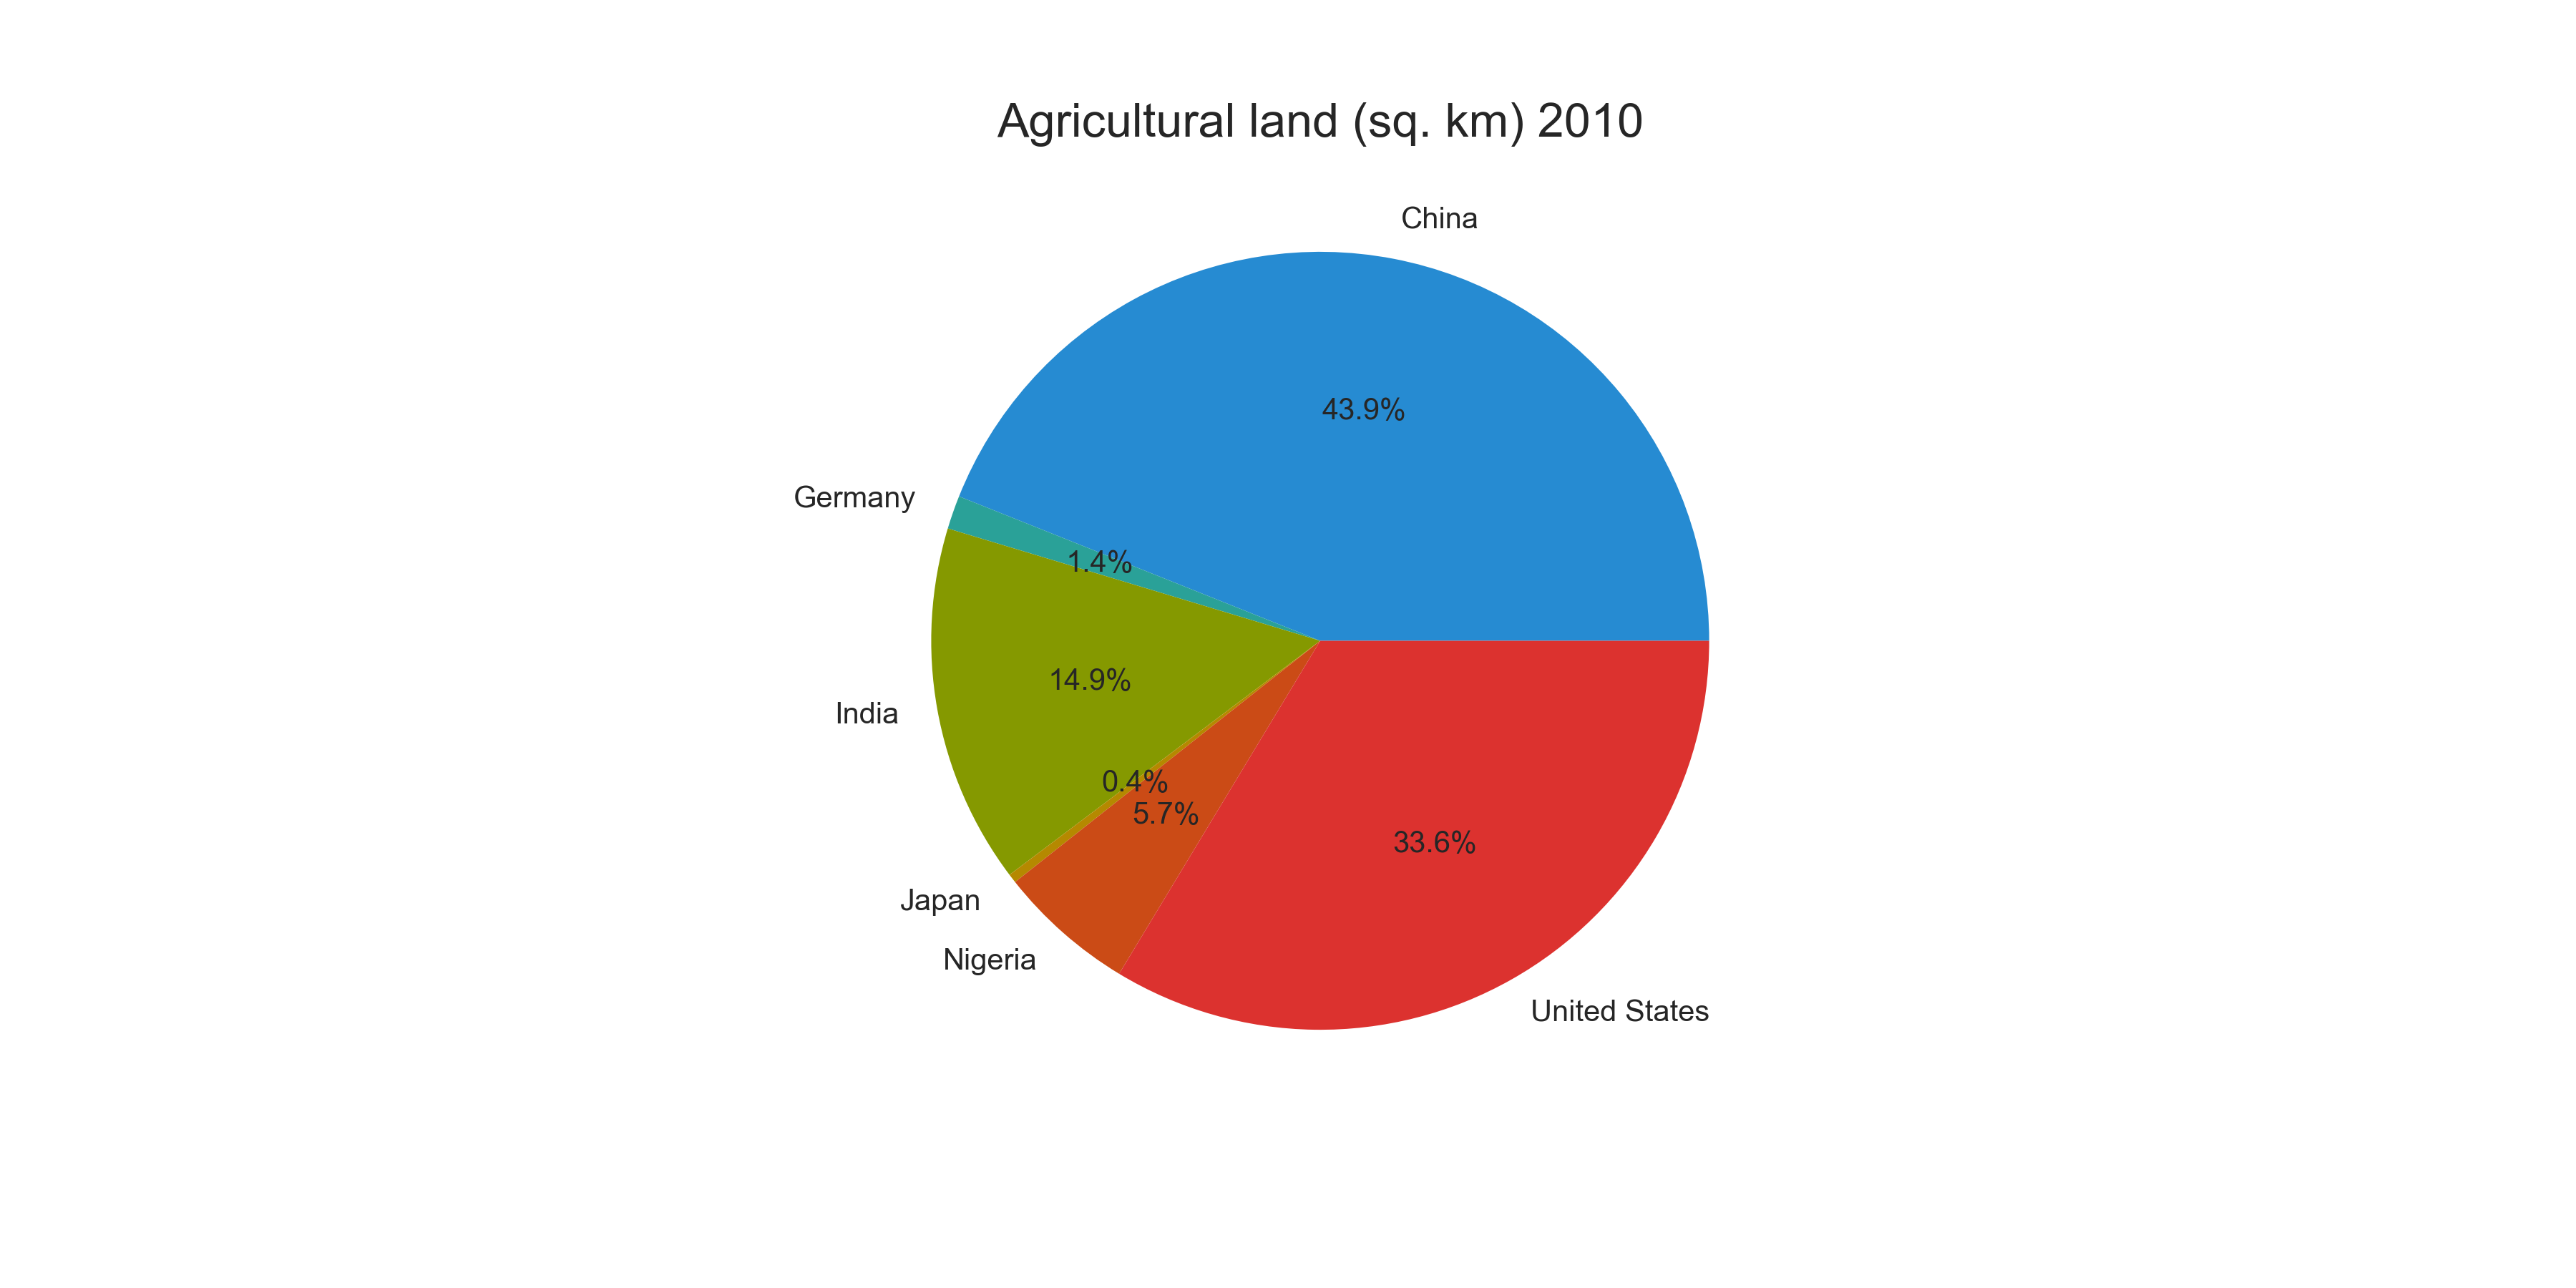 Agricultural land (sq. km) 2010
China
43.9%
Germany
1.4%
14.9%
India
0.4%
5.7%
33.6%
Japan
Nigeria
United States